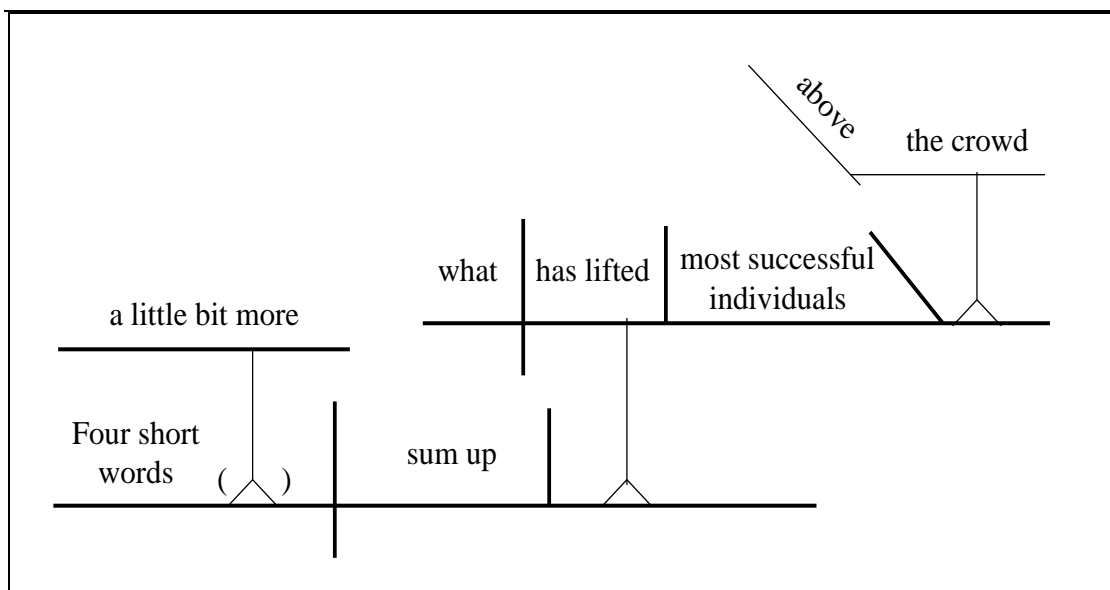 above
the crowd
what
has lifted
most successful
individuals
a little bit more
Four short
words
( )
sum up